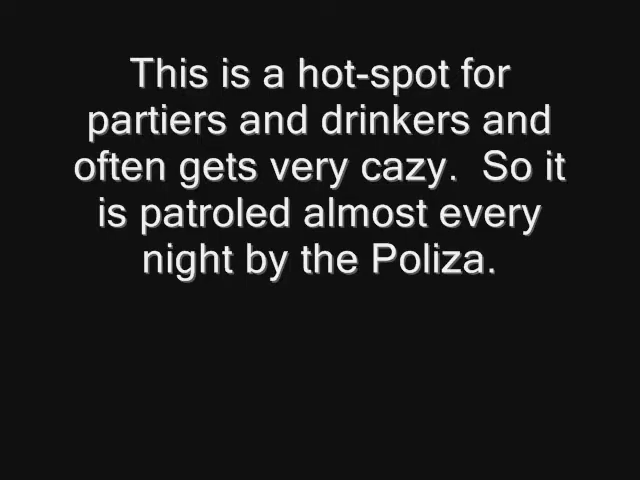 This is a hot-spot for
partiers and drinkers and
often gets very cazy.  So it
is patroled almost every
night by the Poliza.